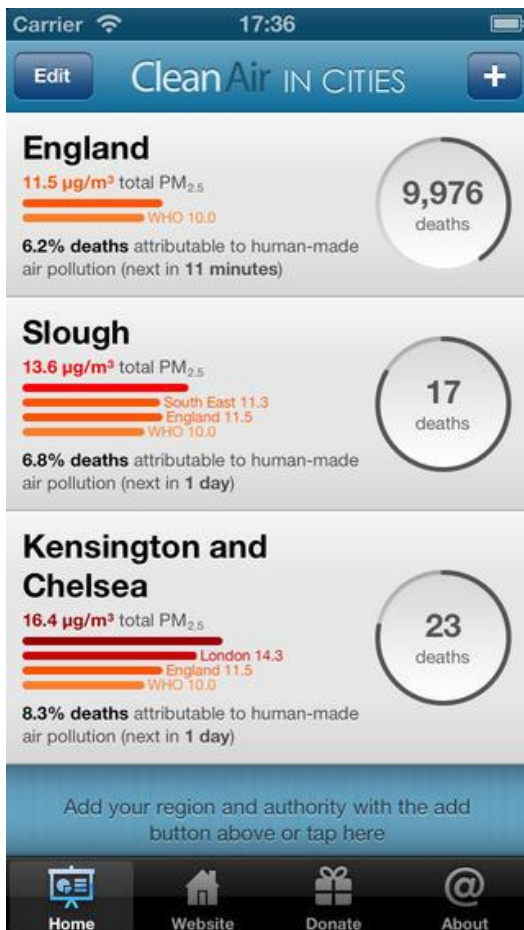 Carrier 17:36
Edit CleanAir IN CITIES +
England
11.5 µg/m³ total PM₂.₅
WHO 10.0
6.2% deaths attributable to human-made
air pollution (next in 11 minutes)
9,976
deaths
Slough
13.6 µg/m³ total PM₂.₅
South East 11.3
England 11.5
WHO 10.0
6.8% deaths attributable to human-made
air pollution (next in 1 day)
17
deaths
Kensington and
Chelsea
16.4 µg/m³ total PM₂.₅
London 14.3
England 11.5
WHO 10.0
8.3% deaths attributable to human-made
air pollution (next in 1 day)
23
deaths
Add your region and authority with the add
button above or tap here
@
Home Website Donate About